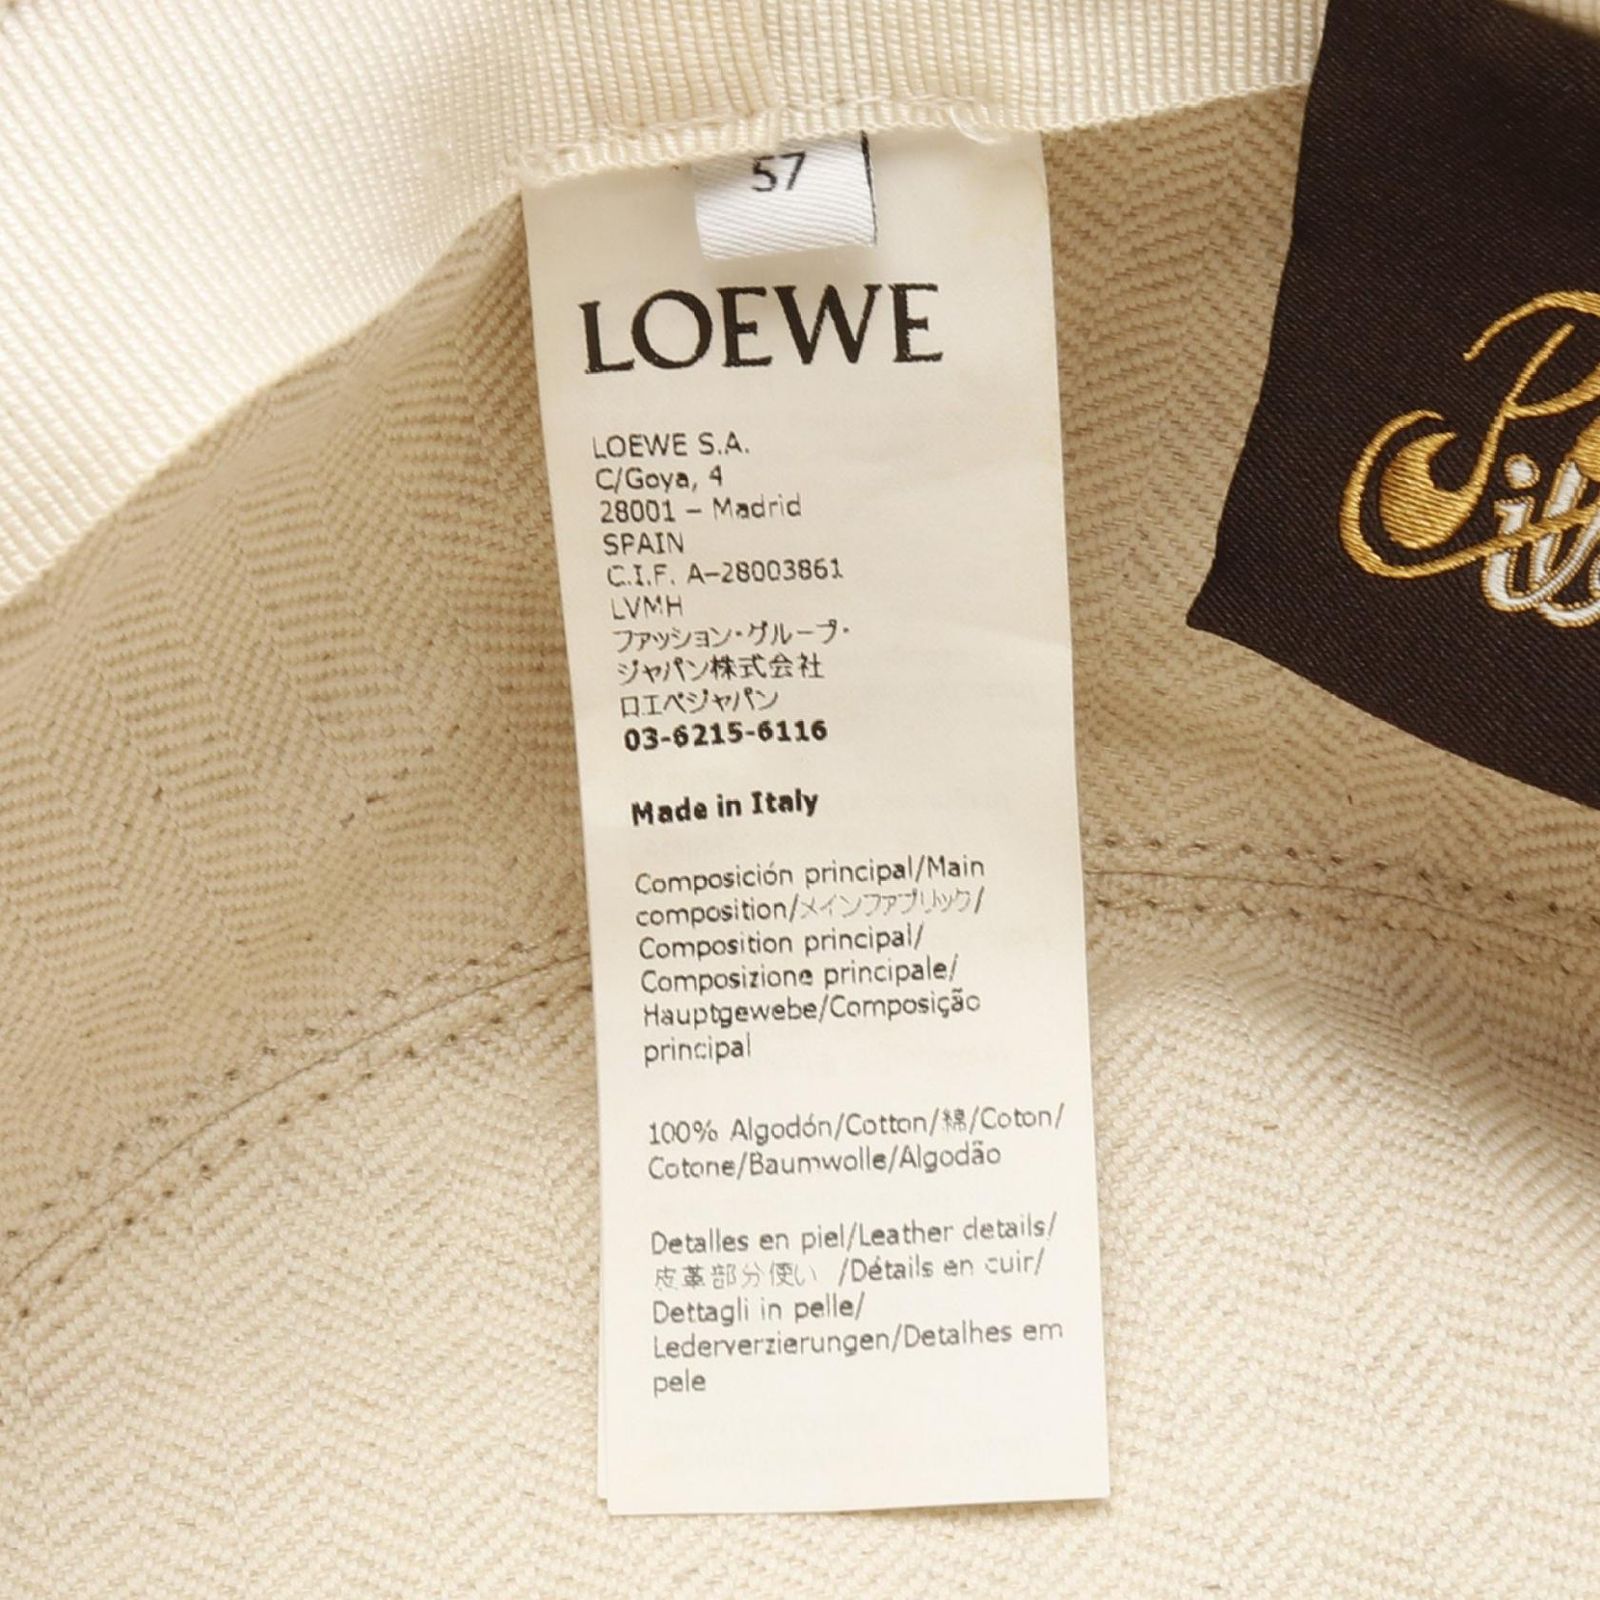 57
LOEWE
LOEWE S.A.
C/Goya, 4
28001 – Madrid
SPAIN
C.I.F. A–28003861
LVMH
ファッション・グループ・
ジャパン株式会社
ロエベジャパン
03-6215-6116
Made in Italy
Composición principal/Main
composition/メインファブリック/
Composition principal/
Composizione principale/
Hauptgewebe/Composição
principal
100% Algodón/Cotton/綿/Coton/
Cotone/Baumwolle/Algodão
Detalles en piel/Leather details/
皮革部分使い /Détails en cuir/
Dettagli in pelle/
Lederverzierungen/Detalhes em
pele